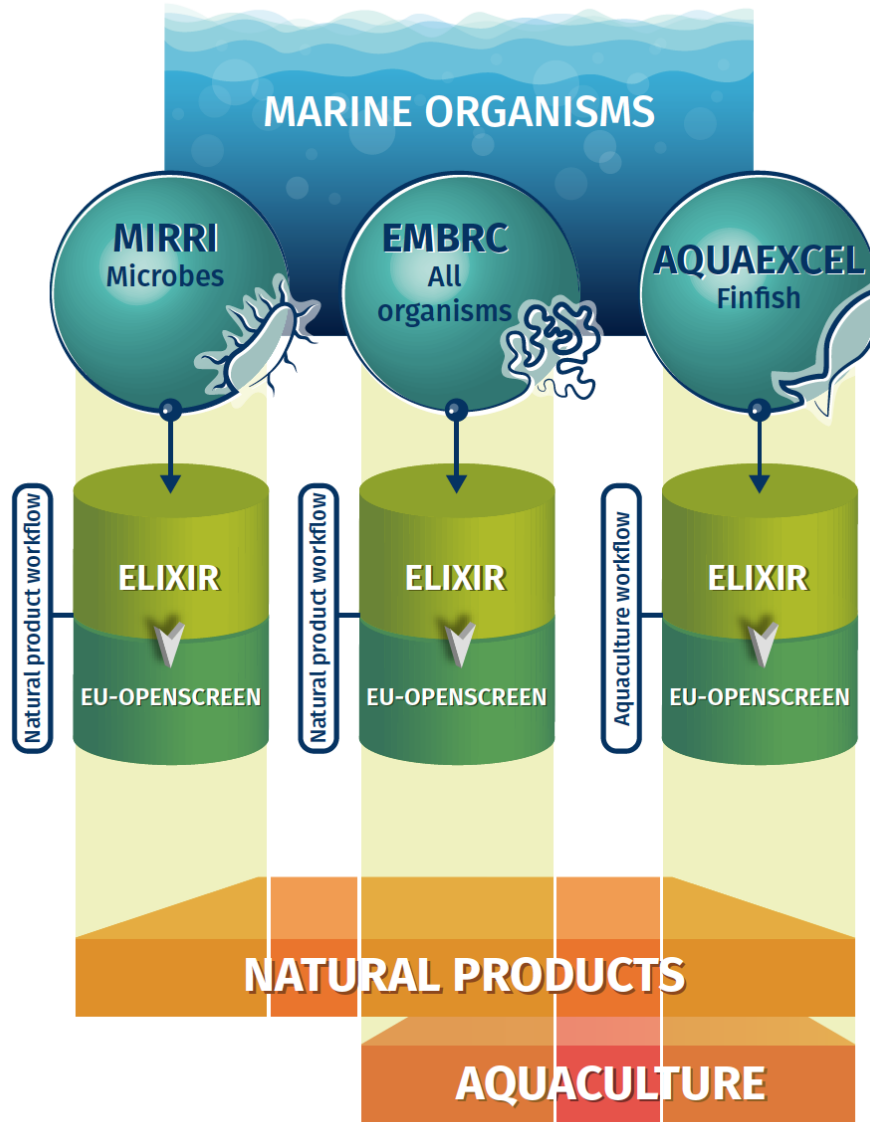 MARINE ORGANISMS
MIRRI
Microbes
EMBRC
All
organisms
AQUAEXCEL
Finfish
Natural product workflow
ELIXIR
EU-OPENSCREEN
Natural product workflow
ELIXIR
EU-OPENSCREEN
Aquaculture workflow
ELIXIR
EU-OPENSCREEN
NATURAL PRODUCTS
AQUACULTURE